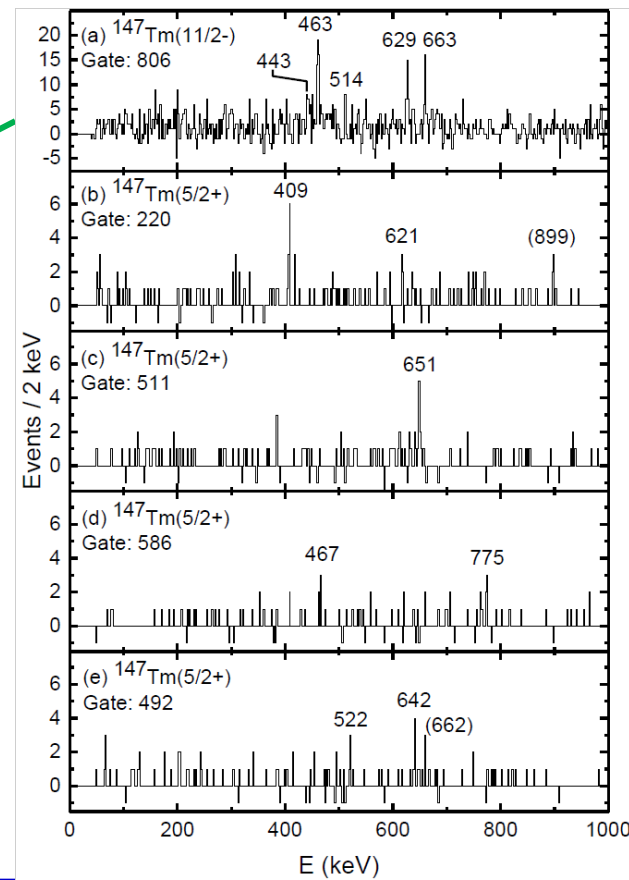 Events / 2 keV
(a) ¹⁴⁷Tm(11/2-)
Gate: 806
443
463
514
629
663
20
15
10
5
0
-5
(b) ¹⁴⁷Tm(5/2+)
Gate: 220
409
621
(899)
6
4
2
0
(c) ¹⁴⁷Tm(5/2+)
Gate: 511
651
6
4
2
0
(d) ¹⁴⁷Tm(5/2+)
Gate: 586
467
775
6
4
2
0
(e) ¹⁴⁷Tm(5/2+)
Gate: 492
522
642
(662)
6
4
2
0
0 200 400 600 800 1000
E (keV)